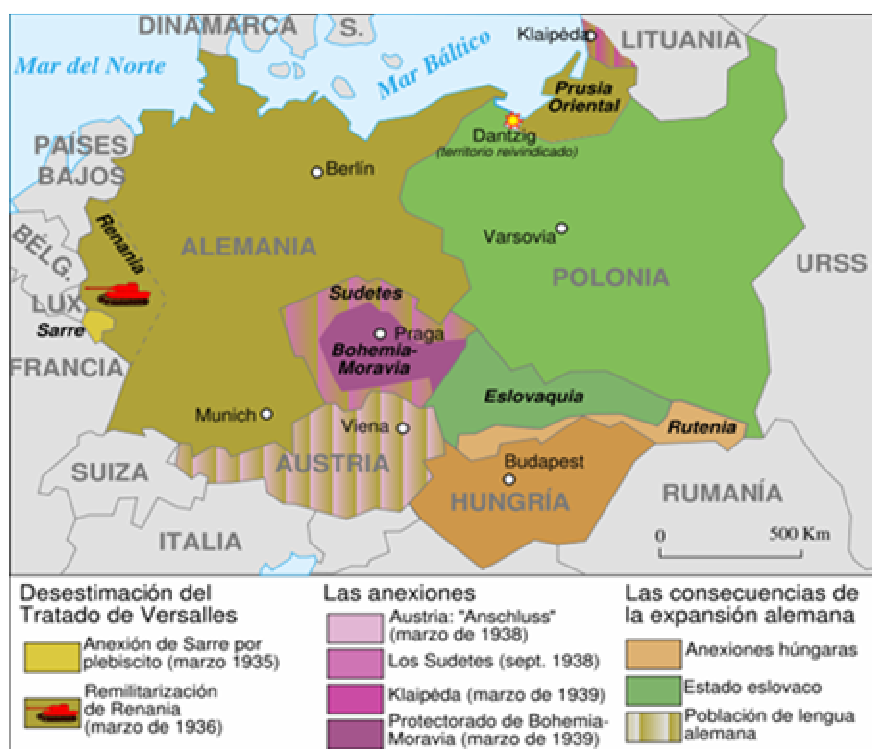 DINAMARCA
S.
Klaipėda
LITUANIA
Mar del Norte
Mar Báltico
Prusia
Oriental
Dantzig
(territorio reivindicado)
PAÍSES
BAJOS
Berlín
Renania
BÉLG.
ALEMANIA
Varsovia
POLONIA
URSS
LUX
Sudetes
Sarre
Praga
Bohemia-
Moravia
FRANCIA
Eslovaquia
Munich
Viena
Rutenia
AUSTRIA
SUIZA
Budapest
HUNGRÍA
RUMANÍA
ITALIA
0 500 Km
Desestimación del
Tratado de Versalles
Anexión de Sarre por
plebiscito (marzo 1935)
Remilitarización
de Renania
(marzo de 1936)
Las anexiones
Austria: "Anschluss"
(marzo de 1938)
Los Sudetes (sept. 1938)
Klaipėda (marzo de 1939)
Protectorado de Bohemia-
Moravia (marzo de 1939)
Las consecuencias de
la expansión alemana
Anexiones húngaras
Estado eslovaco
Población de lengua
alemana